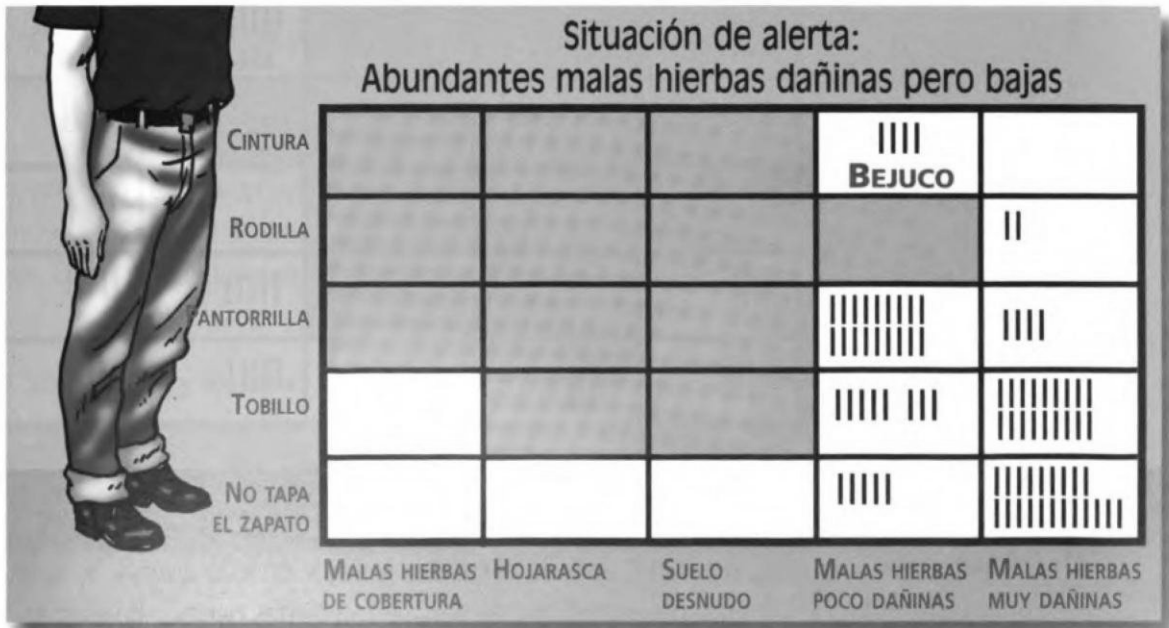 Situación de alerta:
Abundantes malas hierbas dañinas pero bajas
CINTURA
BEJUCO
RODILLA
PANTORRILLA
TOBILLO
NO TAPA
EL ZAPATO
MALAS HIERBAS
DE COBERTURA
HOJARASCA
SUELO
DESNUDO
MALAS HIERBAS
POCO DAÑINAS
MALAS HIERBAS
MUY DAÑINAS